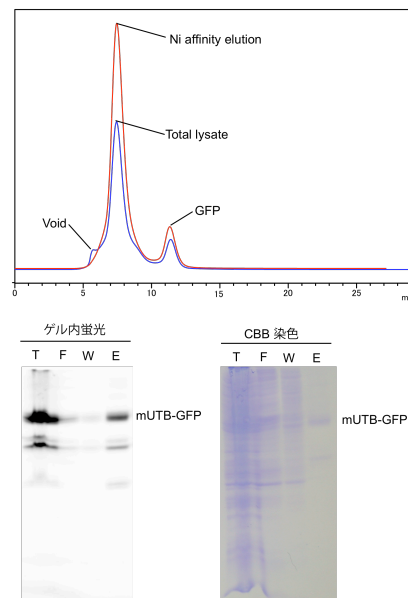 Ni affinity elution
Total lysate
Void
GFP
0 5 10 15 20 25 m
ゲル内蛍光
T F W E
mUTB-GFP
CBB 染色
T F W E
mUTB-GFP